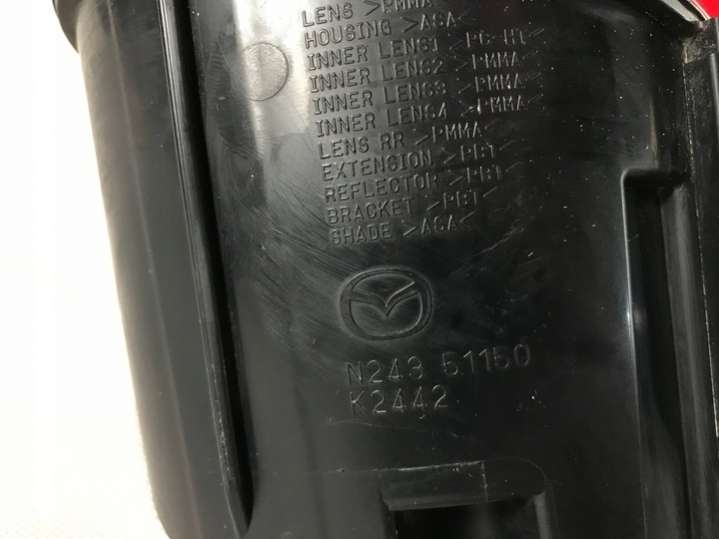 LENS >PMMA<
HOUSING >ASA<
INNER LENS1 >PC-HT<
INNER LENS2 >PMMA<
INNER LENS3 >PMMA<
INNER LENS4 >PMMA<
LENS RR >PMMA<
EXTENSION >PBT<
REFLECTOR >PBT<
BRACKET >PBT<
SHADE >ASA<
N243 51150
K2442